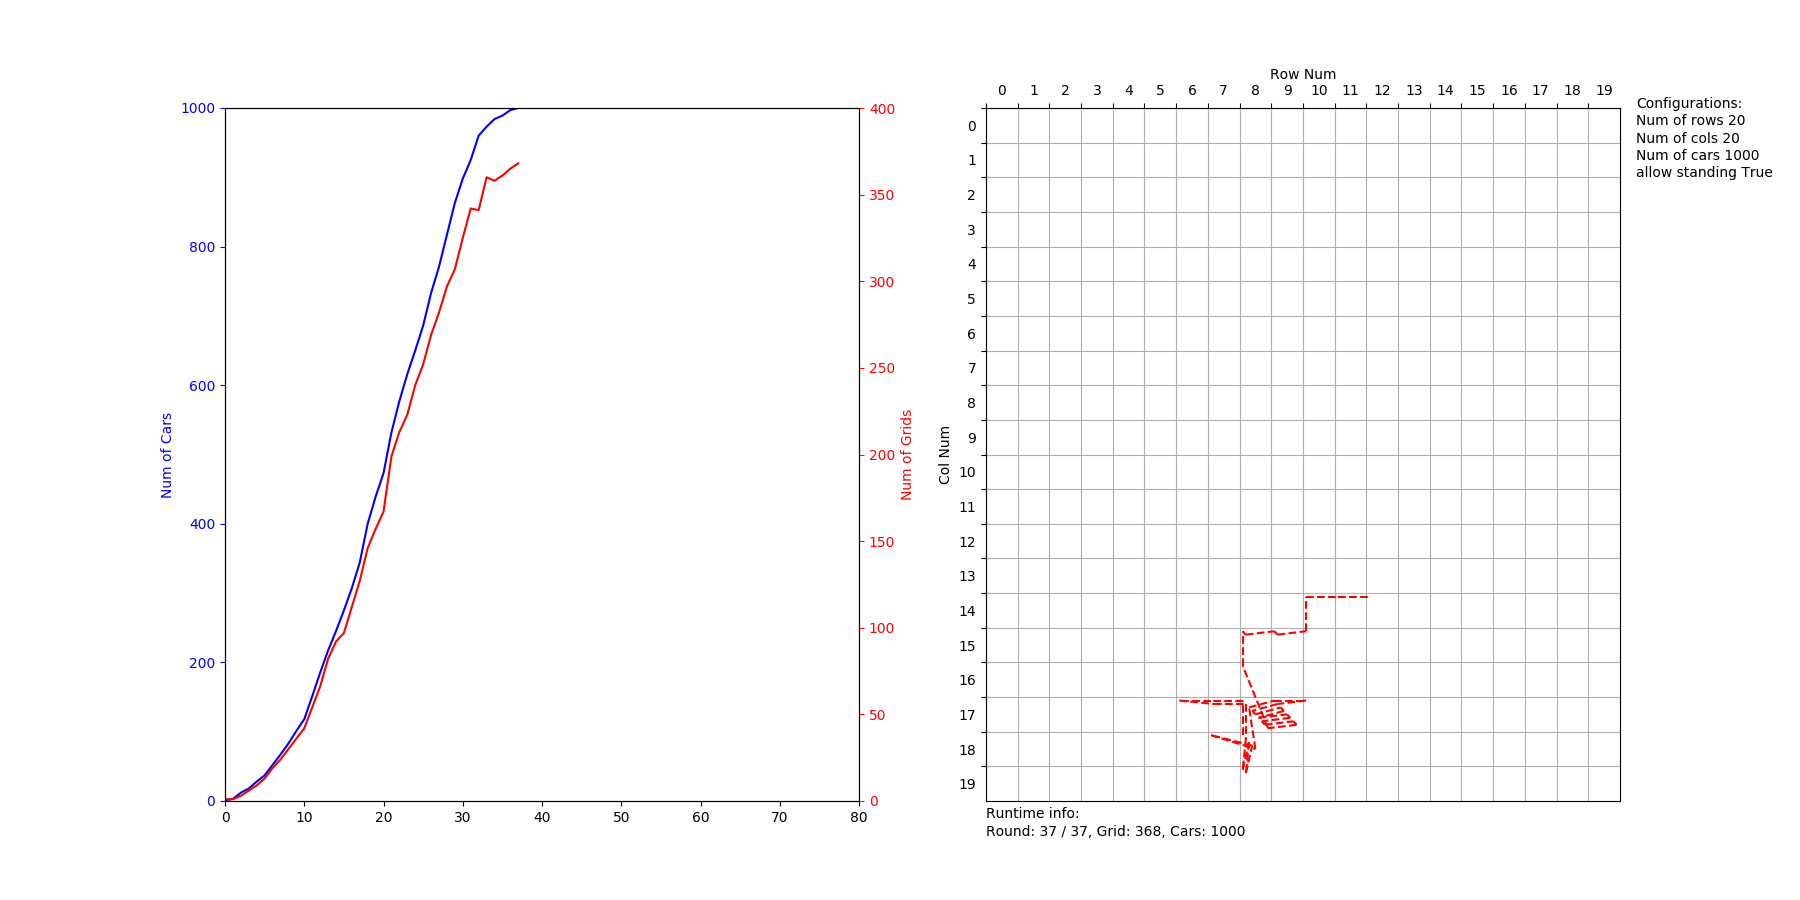 Num of Cars
1000
800
600
400
200
0
0 10 20 30 40 50 60 70 80
400
350
300
250
200
150
100
50
0
Num of Grids
Row Num
0 1 2 3 4 5 6 7 8 9 10 11 12 13 14 15 16 17 18 19
Col Num
0
1
2
3
4
5
6
7
8
9
10
11
12
13
14
15
16
17
18
19
Configurations:
Num of rows 20
Num of cols 20
Num of cars 1000
allow standing True
Runtime info:
Round: 37 / 37, Grid: 368, Cars: 1000